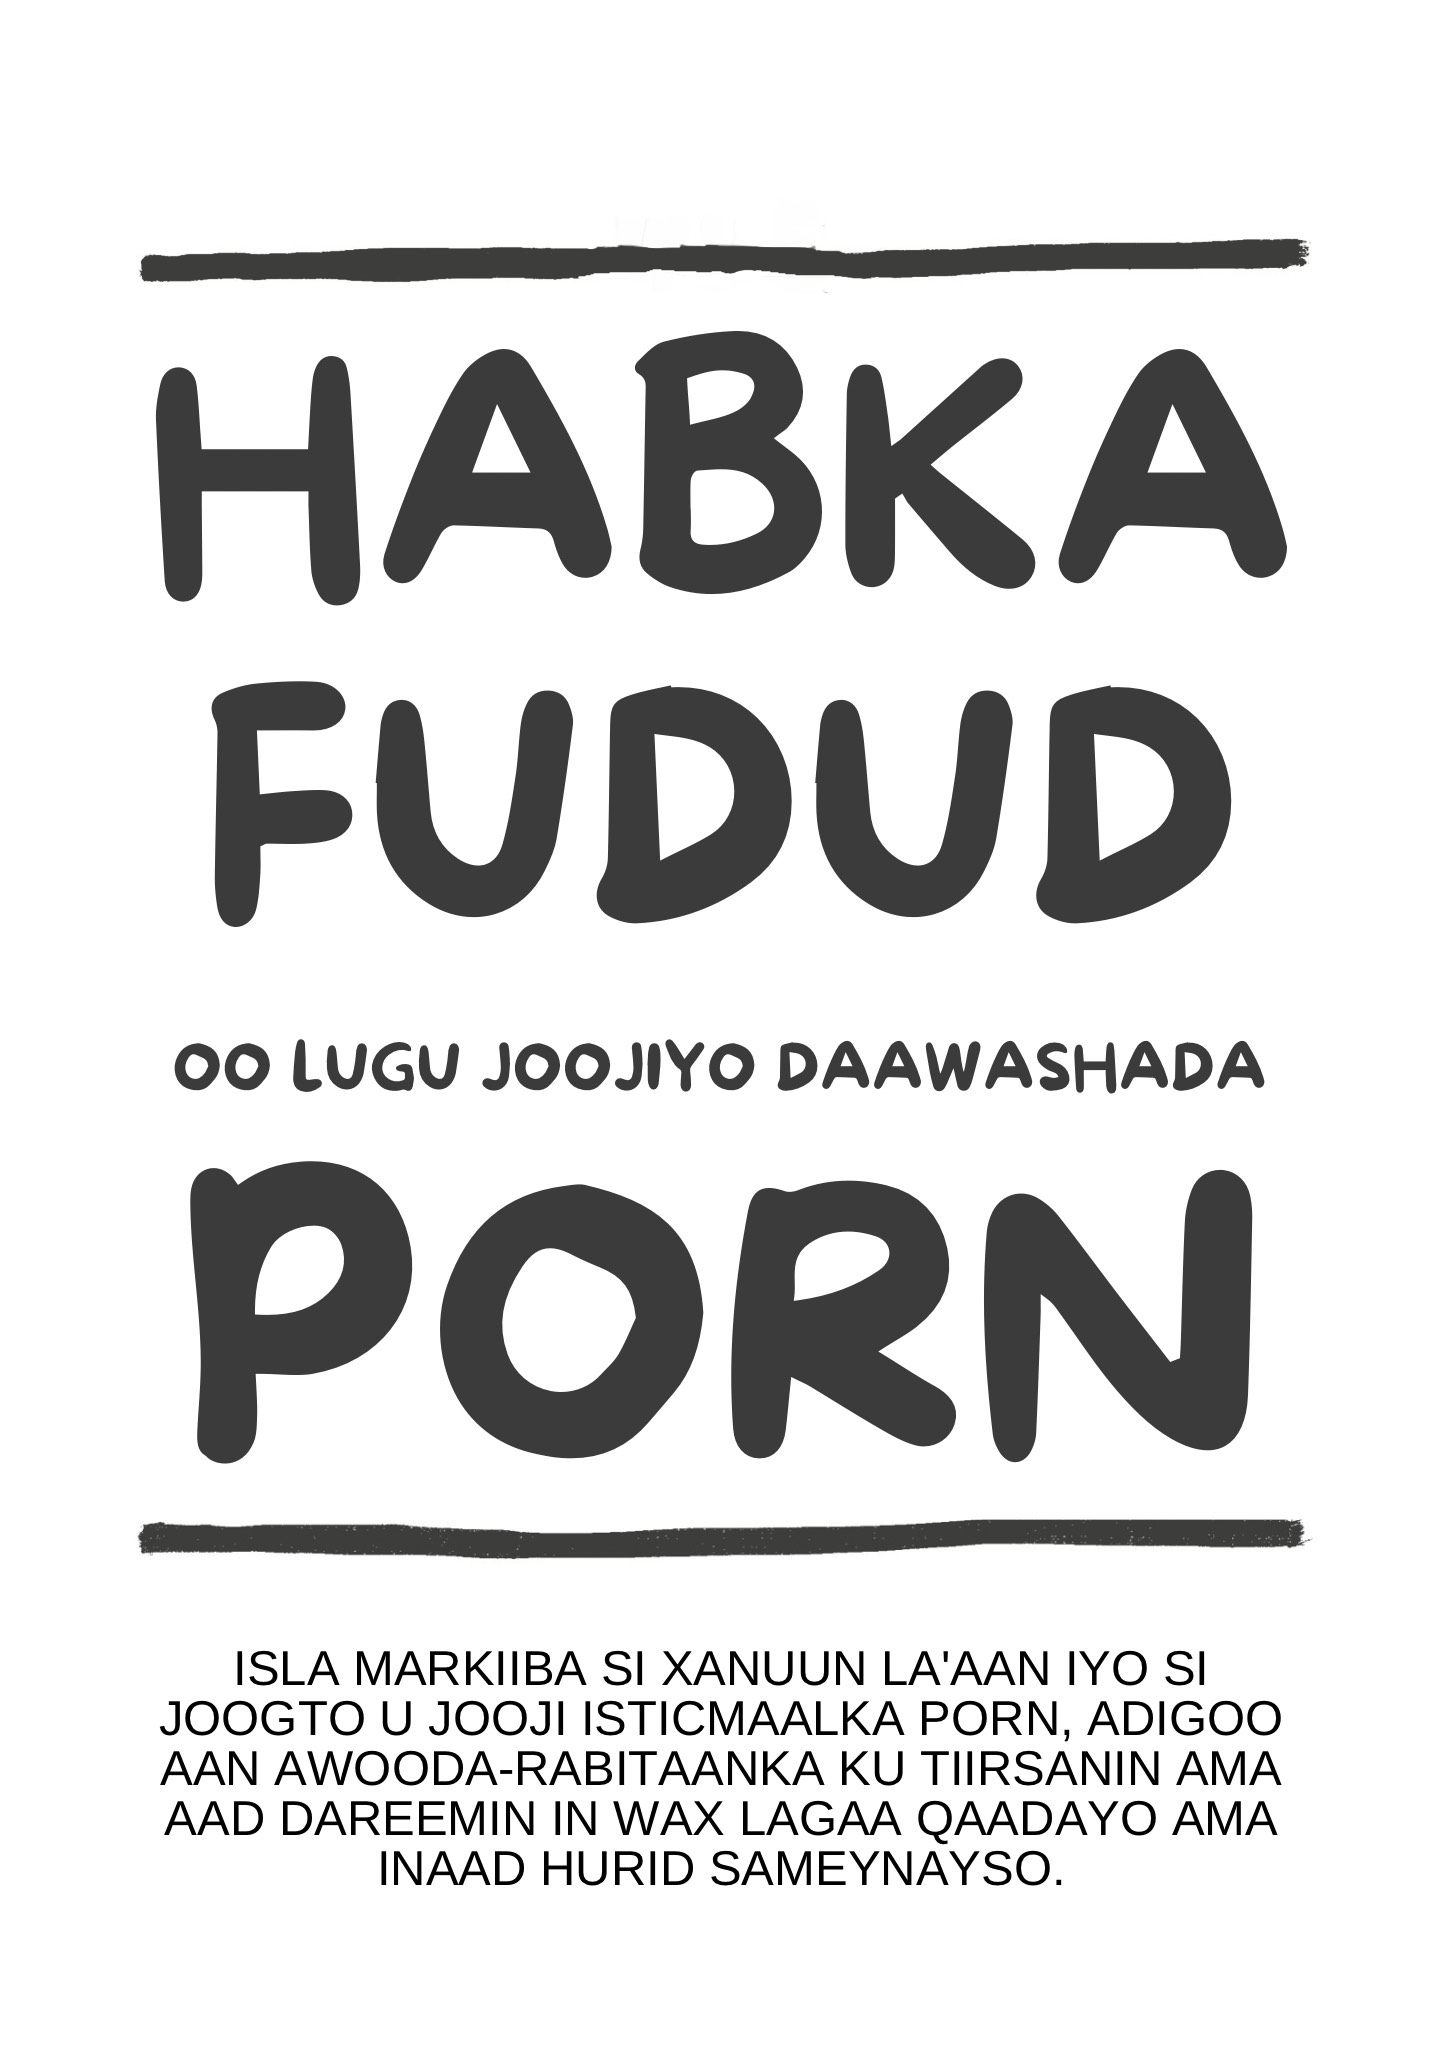 HABKA
FUDUD
OO LUGU JOOJIYO DAAWASHADA
PORN
ISLA MARKIIBA SI XANUUN LA'AAN IYO SI
JOOGTO U JOOJI ISTICMAALKA PORN, ADIGOO
AAN AWOODA-RABITAANKA KU TIIRSANIN AMA
AAD DAREEMIN IN WAX LAGAA QAADAYO AMA
INAAD HURID SAMEYNAYSO.